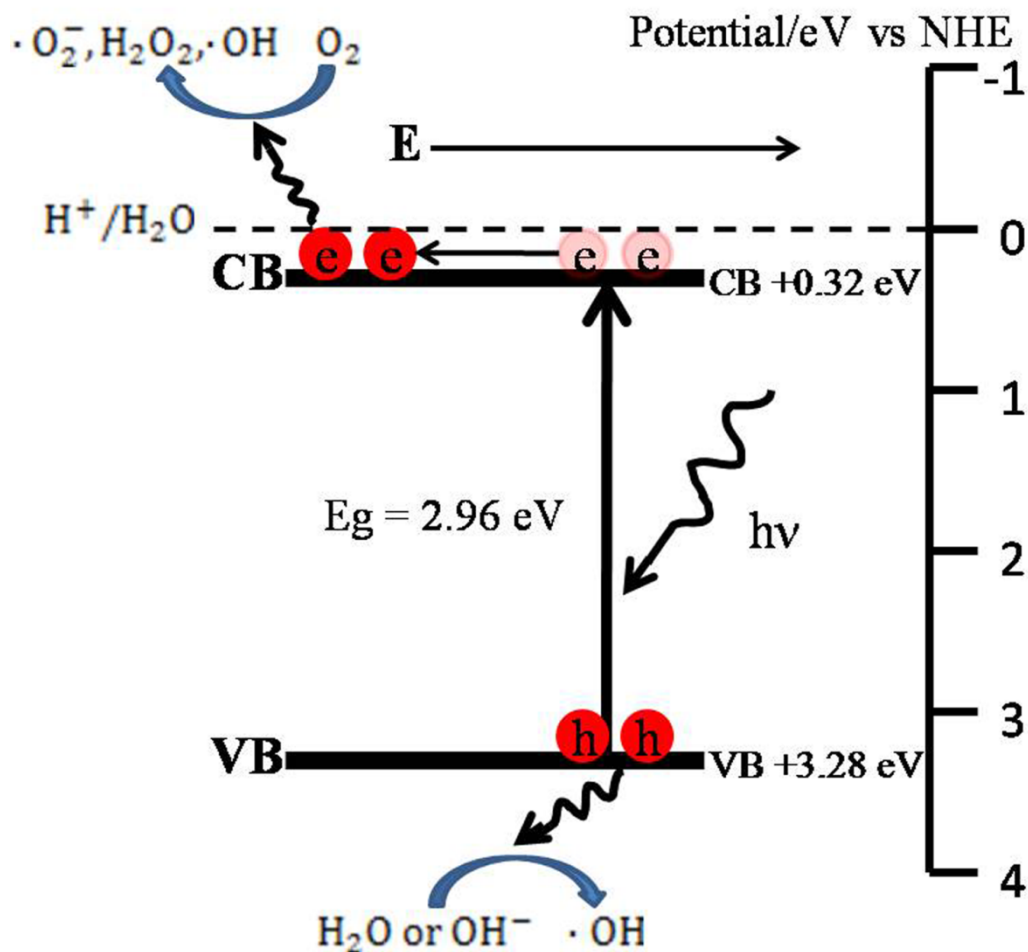 Potential/eV vs NHE
· O₂⁻, H₂O₂, · OH O₂
-1
E
H⁺/H₂O
0
e e e e
CB
CB +0.32 eV
1
Eg = 2.96 eV
hν
2
3
h h
VB
VB +3.28 eV
4
H₂O or OH⁻ · OH